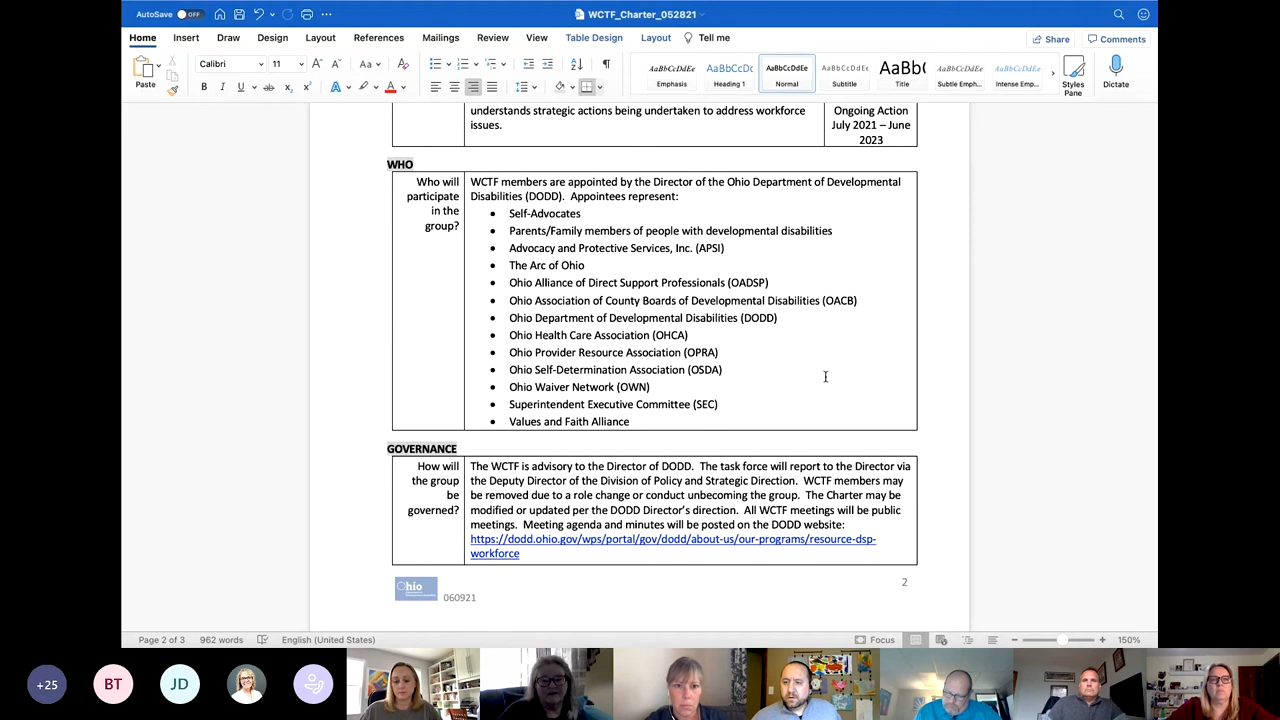 AutoSave OFF
WCTF_Charter_052821
Home Insert Draw Design Layout References Mailings Review View Table Design Layout Tell me
Share Comments
Paste
Calibri 11
Aa
B I U ab x₂ x² A A
AaBbCcDdEe AaBbCcDc AaBbCcDdEe AaBbCcDdEe AaBb( AaBbCcDdEe AaBbCcDdEe
Emphasis Heading 1 Normal Subtitle Title Subtle Emph... Intense Emp...
Styles Pane
Dictate
understands strategic actions being undertaken to address workforce
issues.
Ongoing Action
July 2021 – June
2023
WHO
Who will
participate
in the
group?
WCTF members are appointed by the Director of the Ohio Department of Developmental
Disabilities (DODD). Appointees represent:
• Self-Advocates
• Parents/Family members of people with developmental disabilities
• Advocacy and Protective Services, Inc. (APSI)
• The Arc of Ohio
• Ohio Alliance of Direct Support Professionals (OADSP)
• Ohio Association of County Boards of Developmental Disabilities (OACB)
• Ohio Department of Developmental Disabilities (DODD)
• Ohio Health Care Association (OHCA)
• Ohio Provider Resource Association (OPRA)
• Ohio Self-Determination Association (OSDA)
• Ohio Waiver Network (OWN)
• Superintendent Executive Committee (SEC)
• Values and Faith Alliance
GOVERNANCE
How will
the group
be
governed?
The WCTF is advisory to the Director of DODD. The task force will report to the Director via
the Deputy Director of the Division of Policy and Strategic Direction. WCTF members may
be removed due to a role change or conduct unbecoming the group. The Charter may be
modified or updated per the DODD Director's direction. All WCTF meetings will be public
meetings. Meeting agenda and minutes will be posted on the DODD website:
https://dodd.ohio.gov/wps/portal/gov/dodd/about-us/our-programs/resource-dsp-
workforce
Ohio
060921
2
Page 2 of 3 962 words English (United States) Focus 150%
+25 BT JD